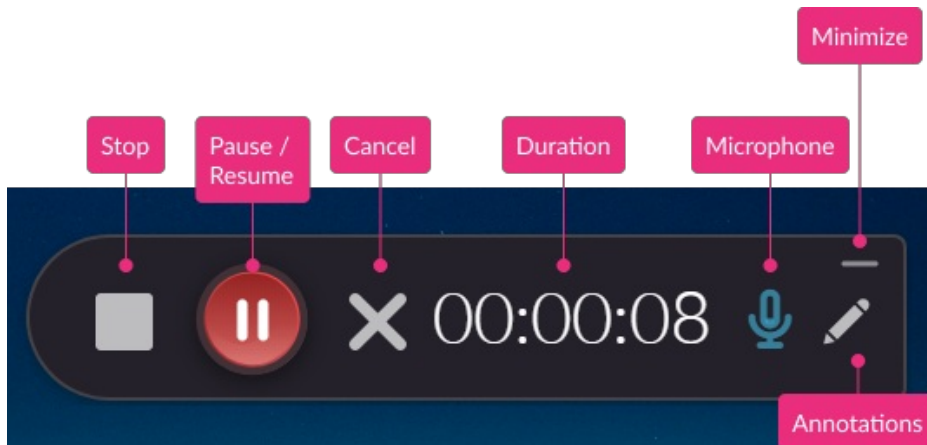 Minimize
Stop
Pause /
Resume
Cancel
Duration
Microphone
00:00:08
Annotations